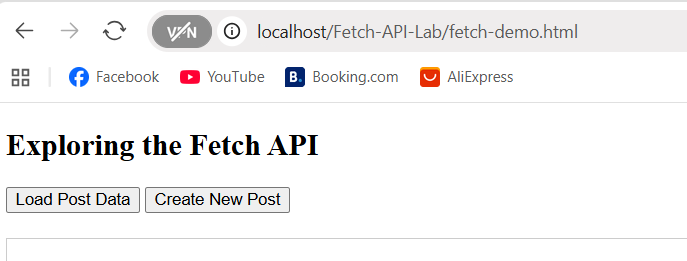 VPN localhost/Fetch-API-Lab/fetch-demo.html
Facebook YouTube B. Booking.com AliExpress
Exploring the Fetch API
Load Post Data Create New Post